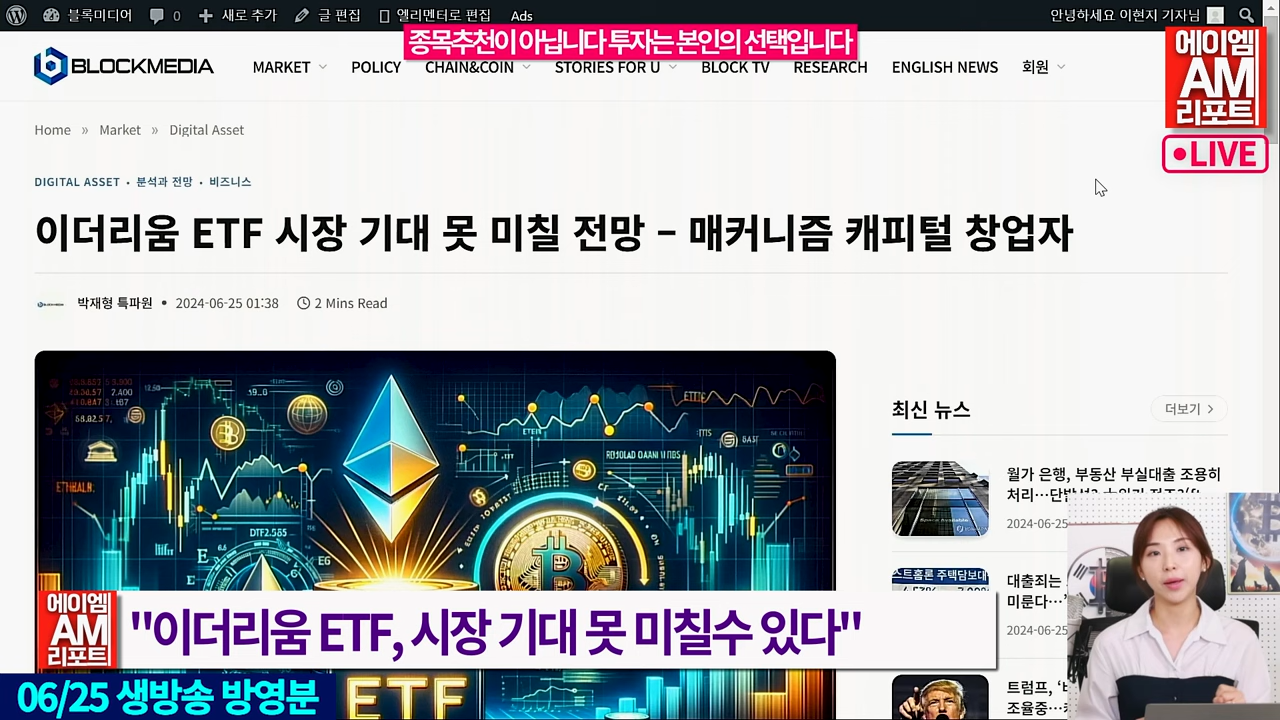 블록미디어 0 새로 추가 글 편집 엘리멘터로 편집 Ads 안녕하세요 이현지 기자님
종목추천이 아닙니다 투자는 본인의 선택입니다
BLOCKMEDIA MARKET POLICY CHAIN&COIN STORIES FOR U BLOCK TV RESEARCH ENGLISH NEWS 회원
에이엠
AM
리포트
LIVE
Home » Market » Digital Asset
DIGITAL ASSET • 분석과 전망 • 비즈니스
이더리움 ETF 시장 기대 못 미칠 전망 – 매커니즘 캐피털 창업자
박재형 특파원 • 2024-06-25 01:38 2 Mins Read
최신 뉴스 더보기
월가 은행, 부동산 부실대출 조용히
2024-06-25
대출죄는
미룬다…
2024-06-25
트럼프,
조율중…
에이엠
AM
리포트
"이더리움 ETF, 시장 기대 못 미칠수 있다"
06/25 생방송 방영분
ETF